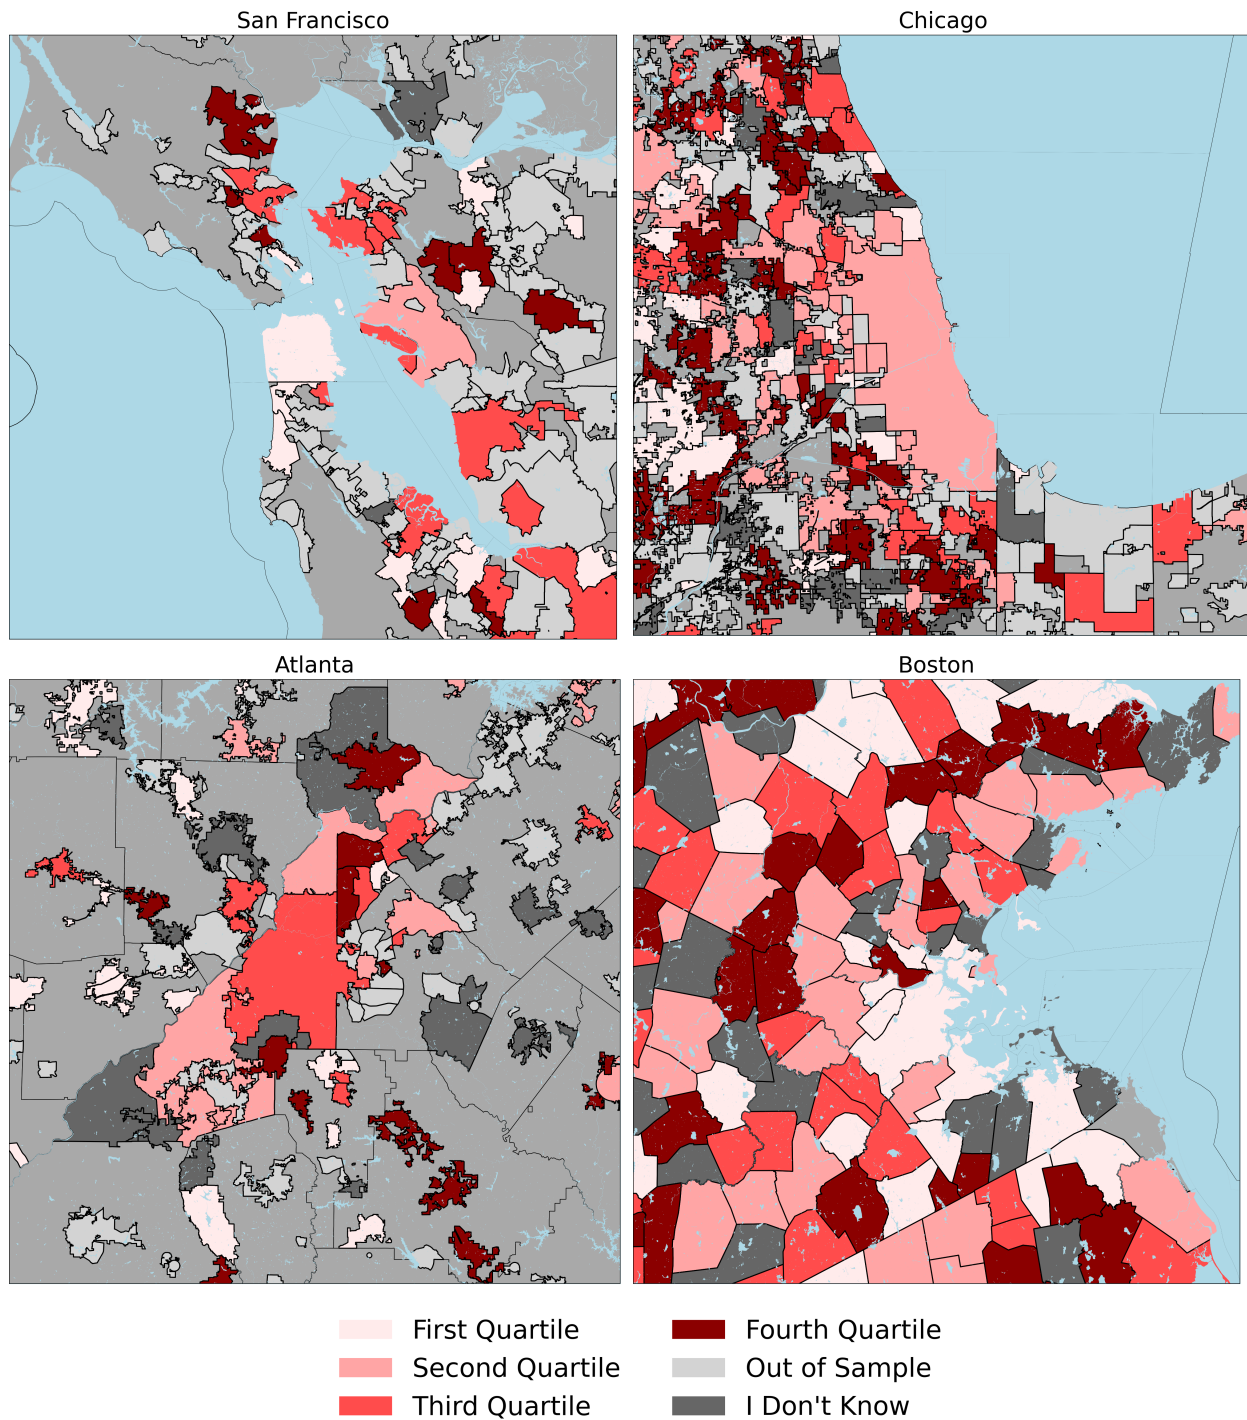 San Francisco
Chicago
Atlanta
Boston
First Quartile
Second Quartile
Third Quartile
Fourth Quartile
Out of Sample
I Don't Know